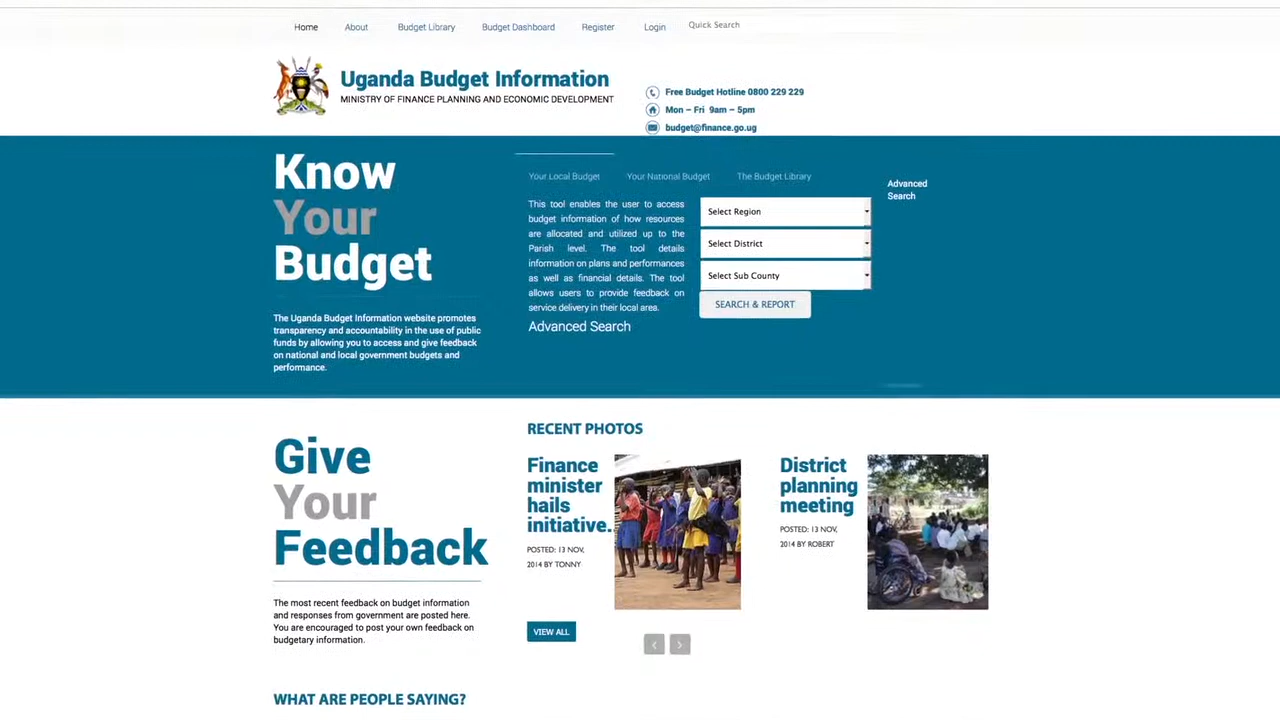 Home About Budget Library Budget Dashboard Register Login Quick Search
Uganda Budget Information
MINISTRY OF FINANCE PLANNING AND ECONOMIC DEVELOPMENT
Free Budget Hotline 0800 229 229
Mon – Fri 9am – 5pm
budget@finance.go.ug
Know
Your
Budget
The Uganda Budget Information website promotes
transparency and accountability in the use of public
funds by allowing you to access and give feedback
on national and local government budgets and
performance.
Your Local Budget Your National Budget The Budget Library
This tool enables the user to access
budget information of how resources
are allocated and utilized up to the
Parish level. The tool details
information on plans and performances
as well as financial details. The tool
allows users to provide feedback on
service delivery in their local area.
Advanced Search
Select Region
Select District
Select Sub County
SEARCH & REPORT
Advanced
Search
Give
Your
Feedback
The most recent feedback on budget information
and responses from government are posted here.
You are encouraged to post your own feedback on
budgetary information.
RECENT PHOTOS
Finance
minister
hails
initiative.
POSTED: 13 NOV,
2014 BY TONNY
District
planning
meeting
POSTED: 13 NOV,
2014 BY ROBERT
VIEW ALL
WHAT ARE PEOPLE SAYING?